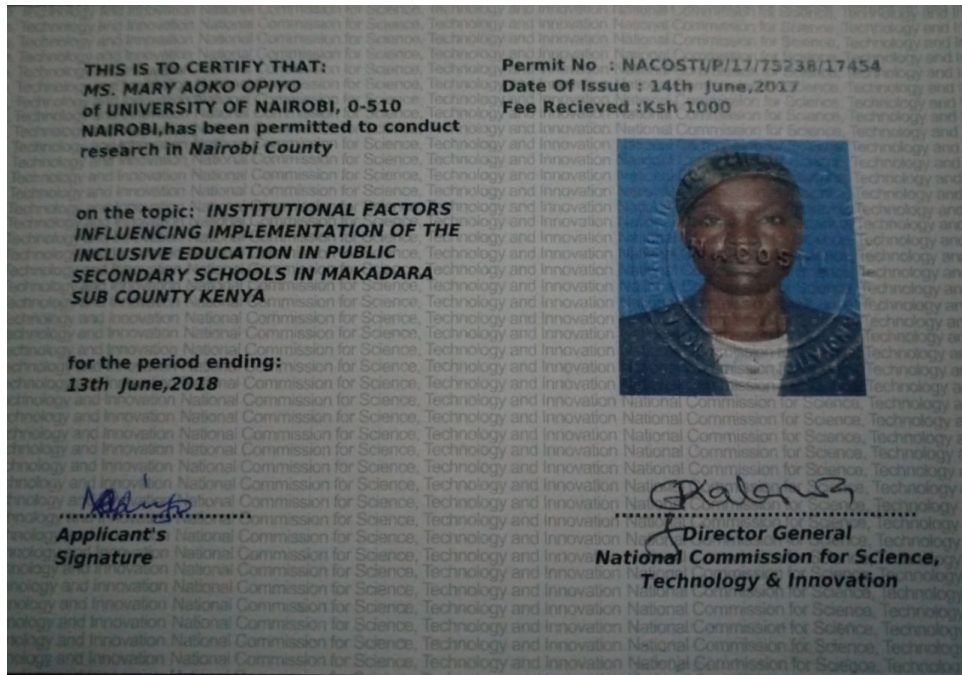 THIS IS TO CERTIFY THAT:
MS. MARY AOKO OPIYO
of UNIVERSITY OF NAIROBI, 0-510
NAIROBI,has been permitted to conduct
research in Nairobi County
on the topic: INSTITUTIONAL FACTORS
INFLUENCING IMPLEMENTATION OF THE
INCLUSIVE EDUCATION IN PUBLIC
SECONDARY SCHOOLS IN MAKADARA
SUB COUNTY KENYA
for the period ending:
13th June,2018
Applicant's
Signature
Permit No : NACOSTI/P/17/75238/17454
Date Of Issue : 14th June,2017
Fee Recieved :Ksh 1000
NACOST
Director General
National Commission for Science,
Technology & Innovation